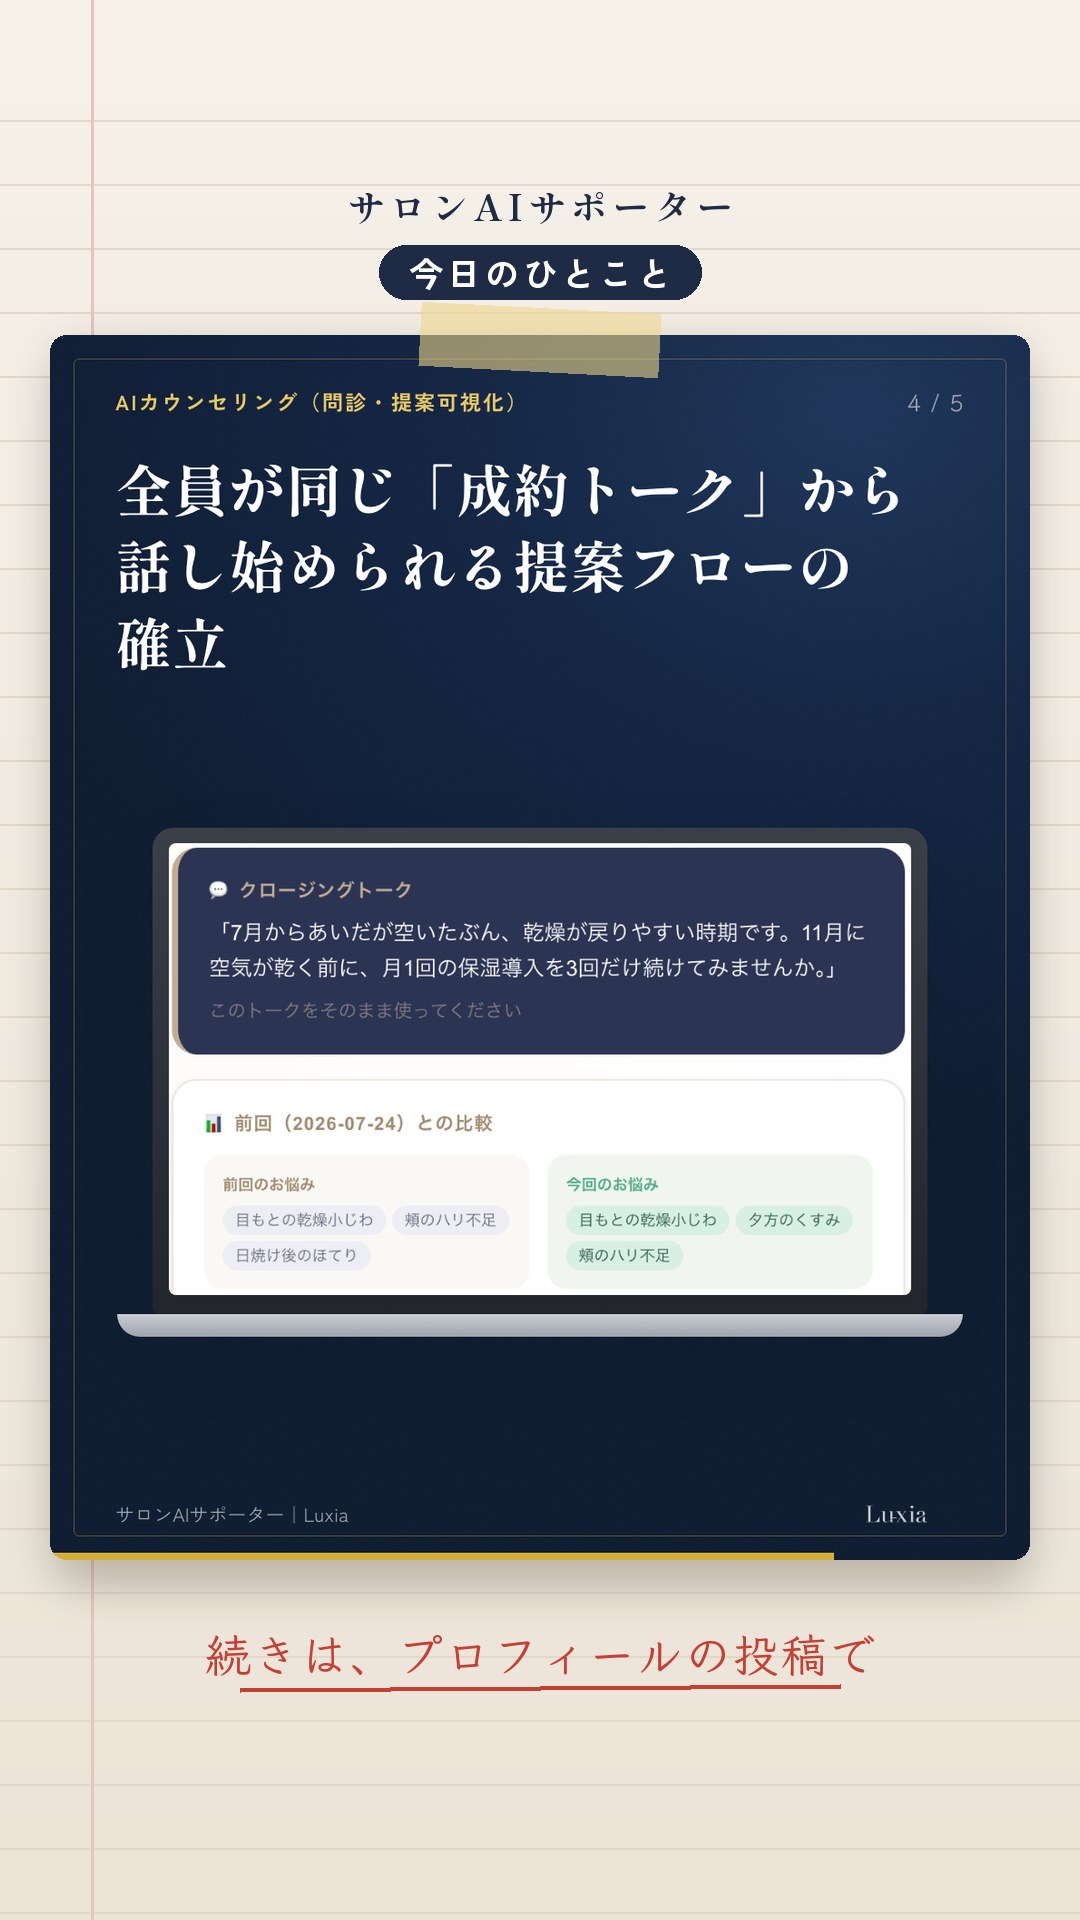 サロンAIサポーター
今日のひとこと
AIカウンセリング（問診・提案可視化）
4 / 5
全員が同じ「成約トーク」から
話し始められる提案フローの
確立
クロージングトーク
「7月からあいだが空いたぶん、乾燥が戻りやすい時期です。11月に
空気が乾く前に、月1回の保湿導入を3回だけ続けてみませんか。」
このトークをそのまま使ってください
前回（2026-07-24）との比較
前回のお悩み
目もとの乾燥小じわ 頬のハリ不足
日焼け後のほてり
今回のお悩み
目もとの乾燥小じわ 夕方のくすみ
頬のハリ不足
サロンAIサポーター｜Luxia
Luxia
続きは、プロフィールの投稿で